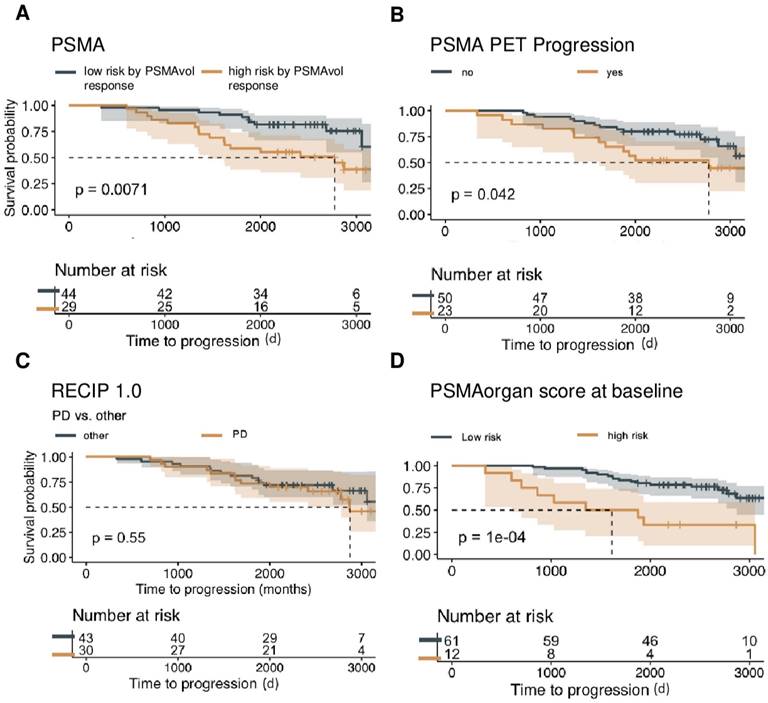 A
PSMA
low risk by PSMAvol response
high risk by PSMAvol response
Survival probability
1.00
0.75
0.50
0.25
0.00
p = 0.0071
0 1000 2000 3000
Number at risk
44 42 34 6
29 25 16 5
0 1000 2000 3000
Time to progression (d)
B
PSMA PET Progression
no yes
1.00
0.75
0.50
0.25
0.00
p = 0.042
0 1000 2000 3000
Number at risk
50 47 38 9
23 20 12 2
0 1000 2000 3000
Time to progression (d)
C
RECIP 1.0
PD vs. other
other PD
Survival probability
1.00
0.75
0.50
0.25
0.00
p = 0.55
0 1000 2000 3000
Time to progression (months)
Number at risk
43 40 29 7
30 27 21 4
0 1000 2000 3000
Time to progression (d)
D
PSMAorgan score at baseline
Low risk high risk
1.00
0.75
0.50
0.25
0.00
p = 1e-04
0 1000 2000 3000
Number at risk
61 59 46 10
12 8 4 1
0 1000 2000 3000
Time to progression (d)